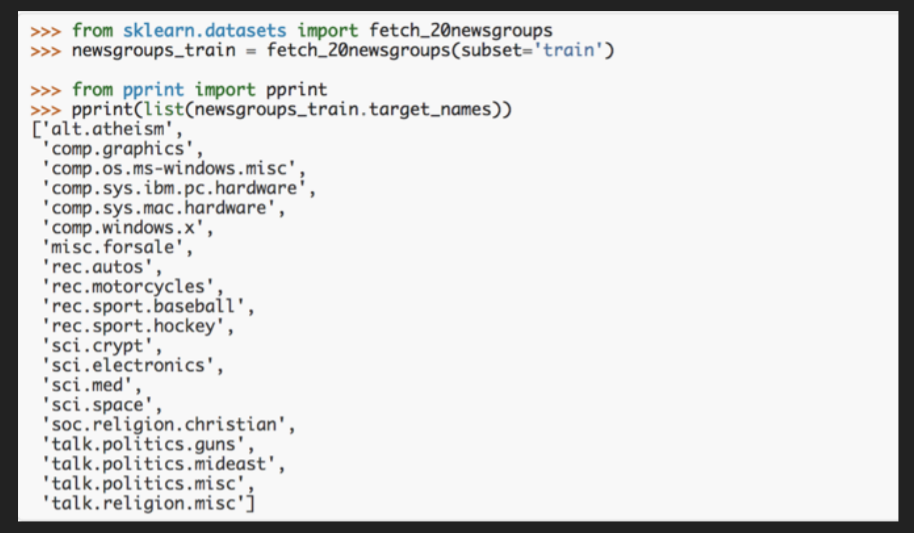 >>> from sklearn.datasets import fetch_20newsgroups
>>> newsgroups_train = fetch_20newsgroups(subset='train')
>>> from pprint import pprint
>>> pprint(list(newsgroups_train.target_names))
['alt.atheism',
'comp.graphics',
'comp.os.ms-windows.misc',
'comp.sys.ibm.pc.hardware',
'comp.sys.mac.hardware',
'comp.windows.x',
'misc.forsale',
'rec.autos',
'rec.motorcycles',
'rec.sport.baseball',
'rec.sport.hockey',
'sci.crypt',
'sci.electronics',
'sci.med',
'sci.space',
'soc.religion.christian',
'talk.politics.guns',
'talk.politics.mideast',
'talk.politics.misc',
'talk.religion.misc']